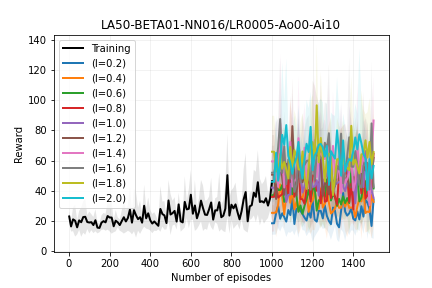 LA50-BETA01-NN016/LR0005-Ao00-Ai10
140
120
100
80
60
40
20
0
Reward
Training
(l=0.2)
(l=0.4)
(l=0.6)
(l=0.8)
(l=1.0)
(l=1.2)
(l=1.4)
(l=1.6)
(l=1.8)
(l=2.0)
0 200 400 600 800 1000 1200 1400
Number of episodes